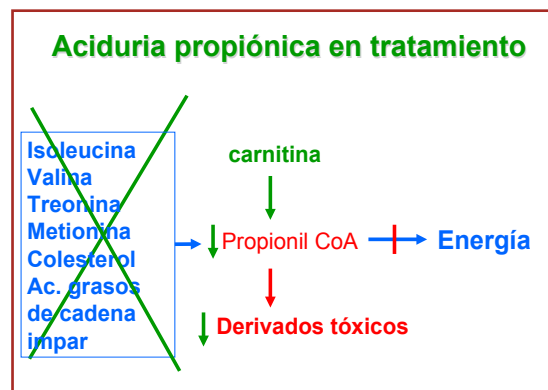 Aciduria propiónica en tratamiento
Isoleucina
Valina
Treonina
Metionina
Colesterol
Ac. grasos
de cadena
impar
carnitina
Propionil CoA
Energía
Derivados tóxicos